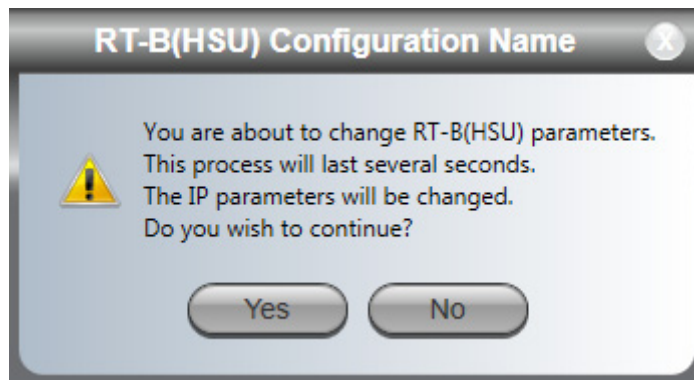 RT-B(HSU) Configuration Name
X
You are about to change RT-B(HSU) parameters.
This process will last several seconds.
The IP parameters will be changed.
Do you wish to continue?
Yes
No